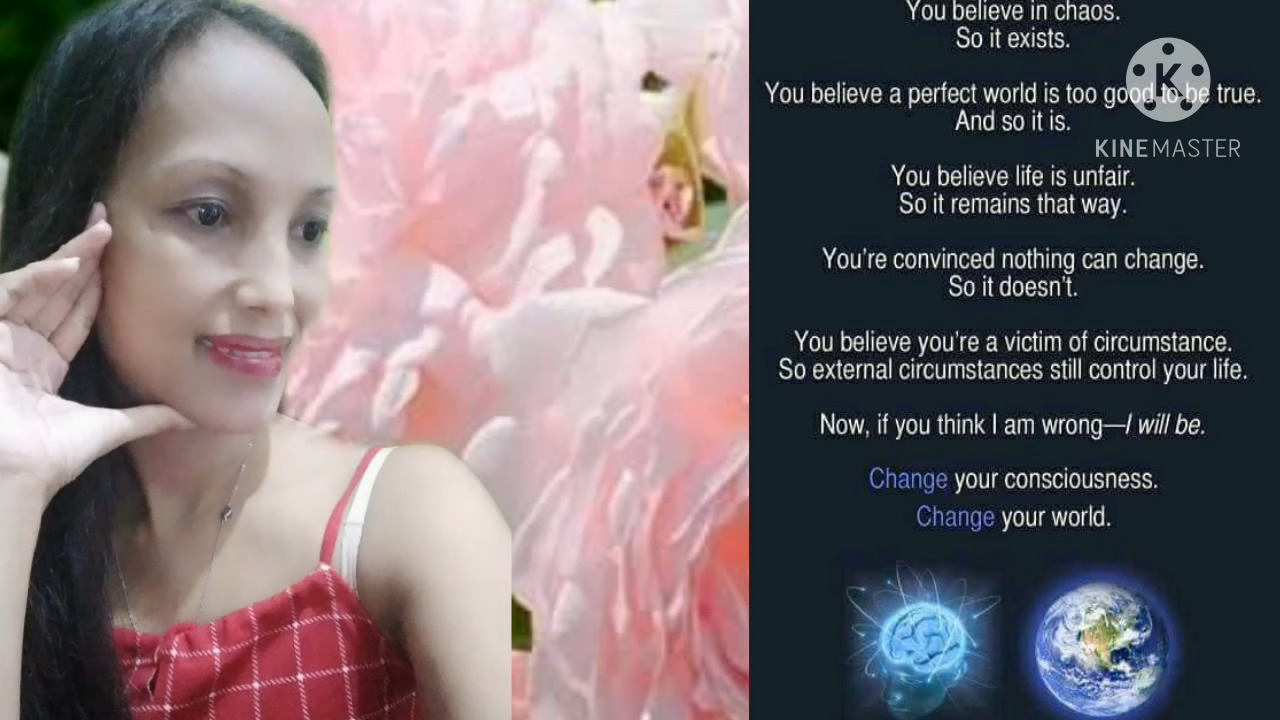 You believe in chaos.
So it exists.
You believe a perfect world is too good to be true.
And so it is.
KINEMASTER
You believe life is unfair.
So it remains that way.
You're convinced nothing can change.
So it doesn't.
You believe you're a victim of circumstance.
So external circumstances still control your life.
Now, if you think I am wrong—I will be.
Change your consciousness.
Change your world.